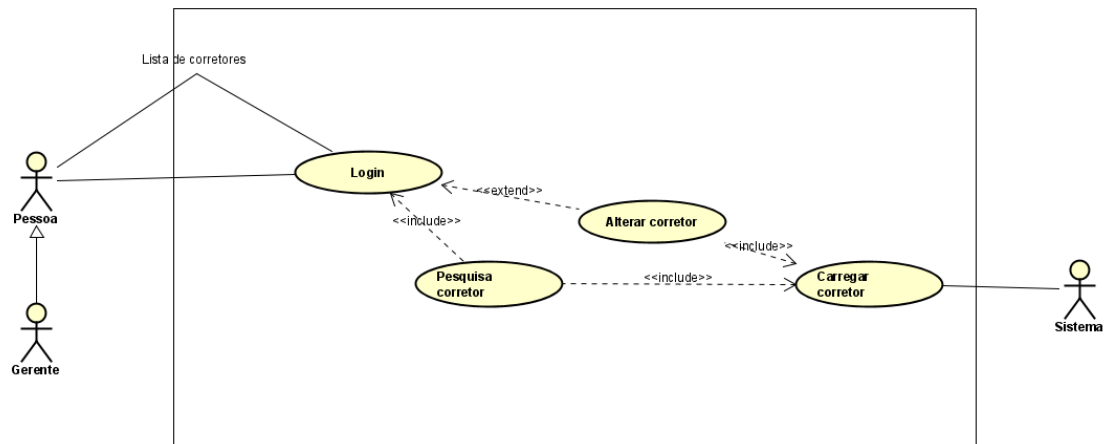 Lista de corretores
Login
Pessoa
<<extend>>
<<include>>
Alterar corretor
<<include>>
Pesquisa
corretor
<<include>>
Carregar
corretor
Sistema
Gerente